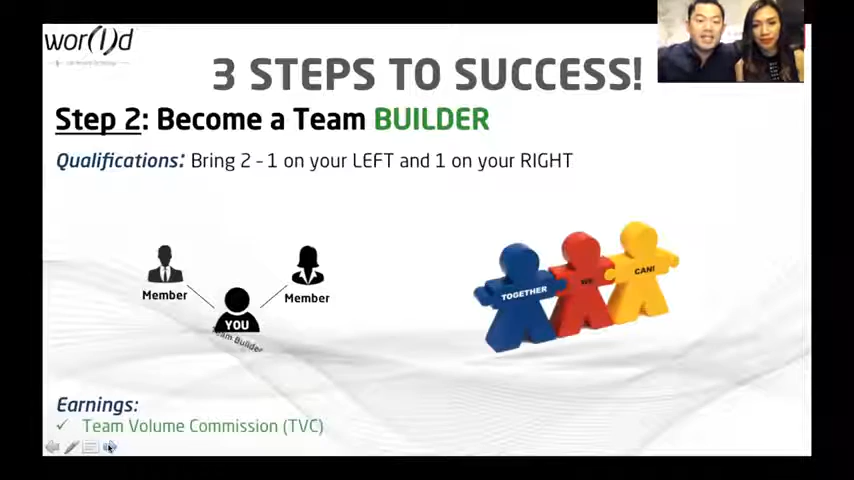 wor(l)d
3 STEPS TO SUCCESS!
Step 2: Become a Team BUILDER
Qualifications: Bring 2 – 1 on your LEFT and 1 on your RIGHT
Member
Member
YOU
Team Builder
TOGETHER
WE
CAN!
Earnings:
✓ Team Volume Commission (TVC)